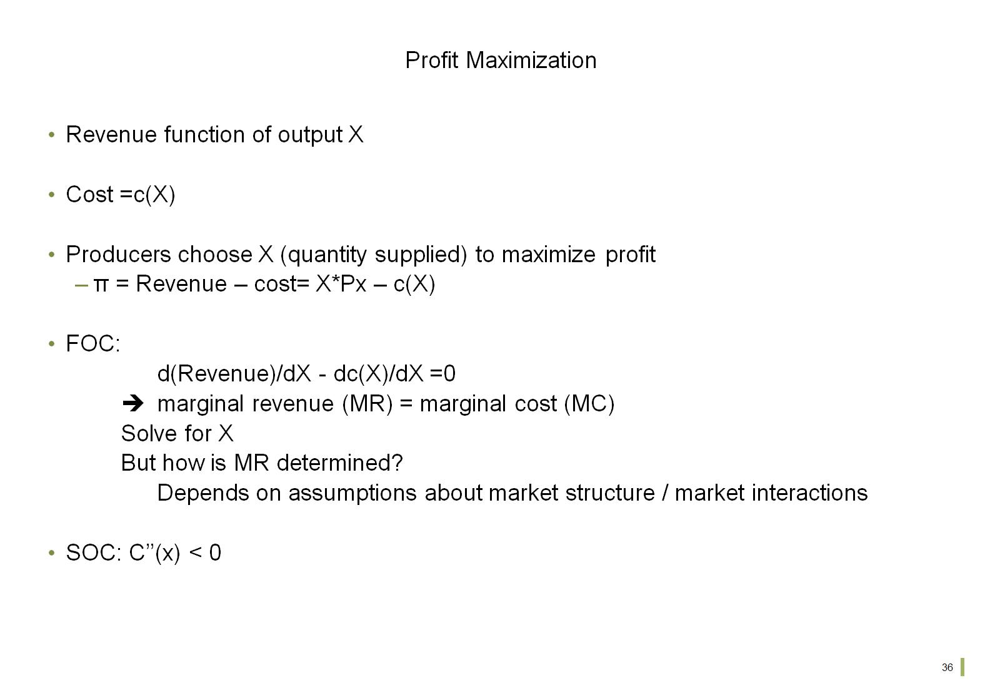 Profit Maximization
• Revenue function of output X
• Cost =c(X)
• Producers choose X (quantity supplied) to maximize profit
– π = Revenue – cost= X*Px – c(X)
• FOC:
d(Revenue)/dX - dc(X)/dX =0
➔ marginal revenue (MR) = marginal cost (MC)
Solve for X
But how is MR determined?
Depends on assumptions about market structure / market interactions
• SOC: C’’(x) < 0
36